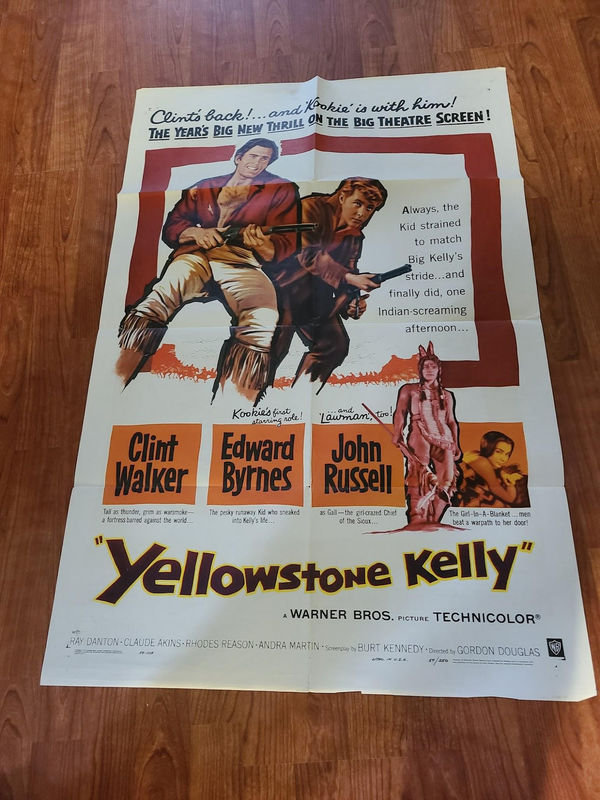 Clint's back!...and 'Kookie' is with him!
THE YEAR'S BIG NEW THRILL ON THE BIG THEATRE SCREEN!
Always, the
Kid strained
to match
Big Kelly's
stride...and
finally did, one
Indian-screaming
afternoon...
Kookie's first
starring role!
...and
'Lawman,' too!
Clint
Walker
Edward
Byrnes
John
Russell
Tall as thunder, grim as warsmoke—
a fortress barred against the world...
The pesky runaway Kid who sneaked
into Kelly's life...
as Gall—the girl-crazed Chief
of the Sioux...
The Girl-In-A-Blanket...men
beat a warpath to her door!
"Yellowstone Kelly"
A WARNER BROS. PICTURE TECHNICOLOR®
with
RAY DANTON · CLAUDE AKINS · RHODES REASON · ANDRA MARTIN · Screenplay by BURT KENNEDY · Directed by GORDON DOUGLAS
WB
59/250